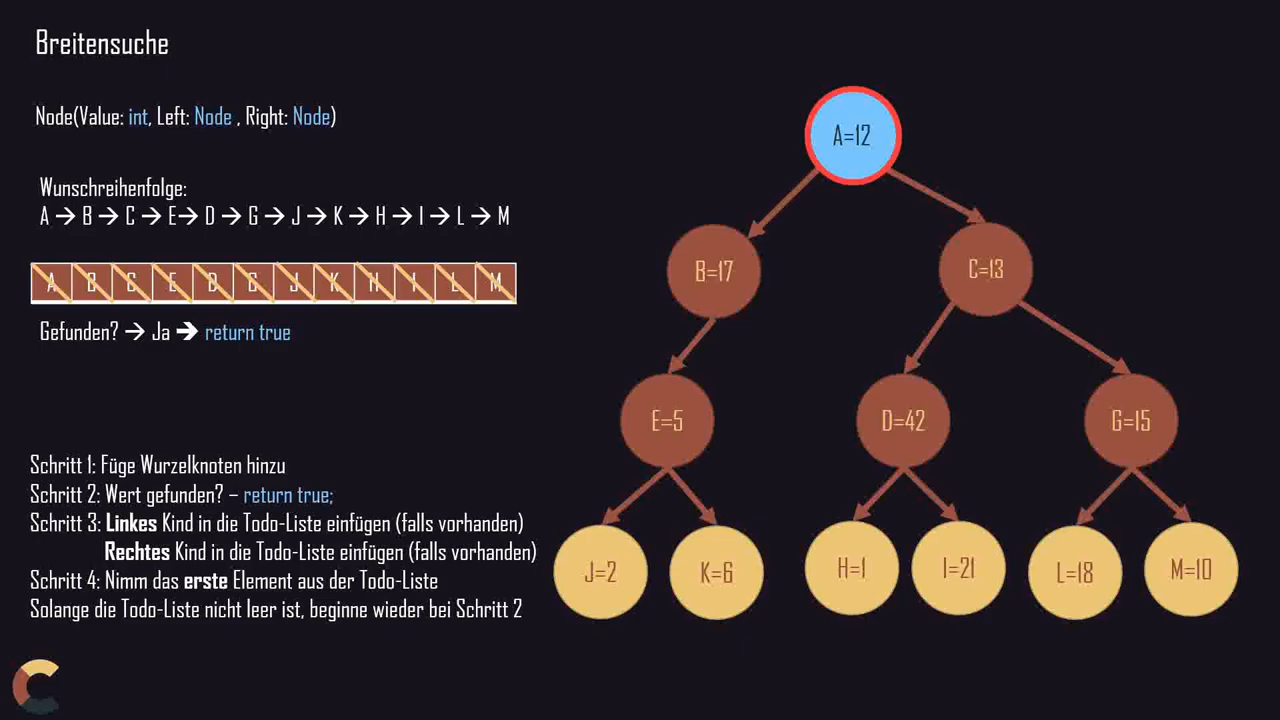 Breitensuche
Node(Value: int, Left: Node , Right: Node)
Wunschreihenfolge:
A → B → C → E → D → G → J → K → H → I → L → M
A B C E D G J K H I L M
Gefunden? → Ja ➔ return true
Schritt 1: Füge Wurzelknoten hinzu
Schritt 2: Wert gefunden? – return true;
Schritt 3: Linkes Kind in die Todo-Liste einfügen (falls vorhanden)
Rechtes Kind in die Todo-Liste einfügen (falls vorhanden)
Schritt 4: Nimm das erste Element aus der Todo-Liste
Solange die Todo-Liste nicht leer ist, beginne wieder bei Schritt 2
A=12
B=17
C=13
E=5
D=42
G=15
J=2
K=6
H=1
I=21
L=18
M=10